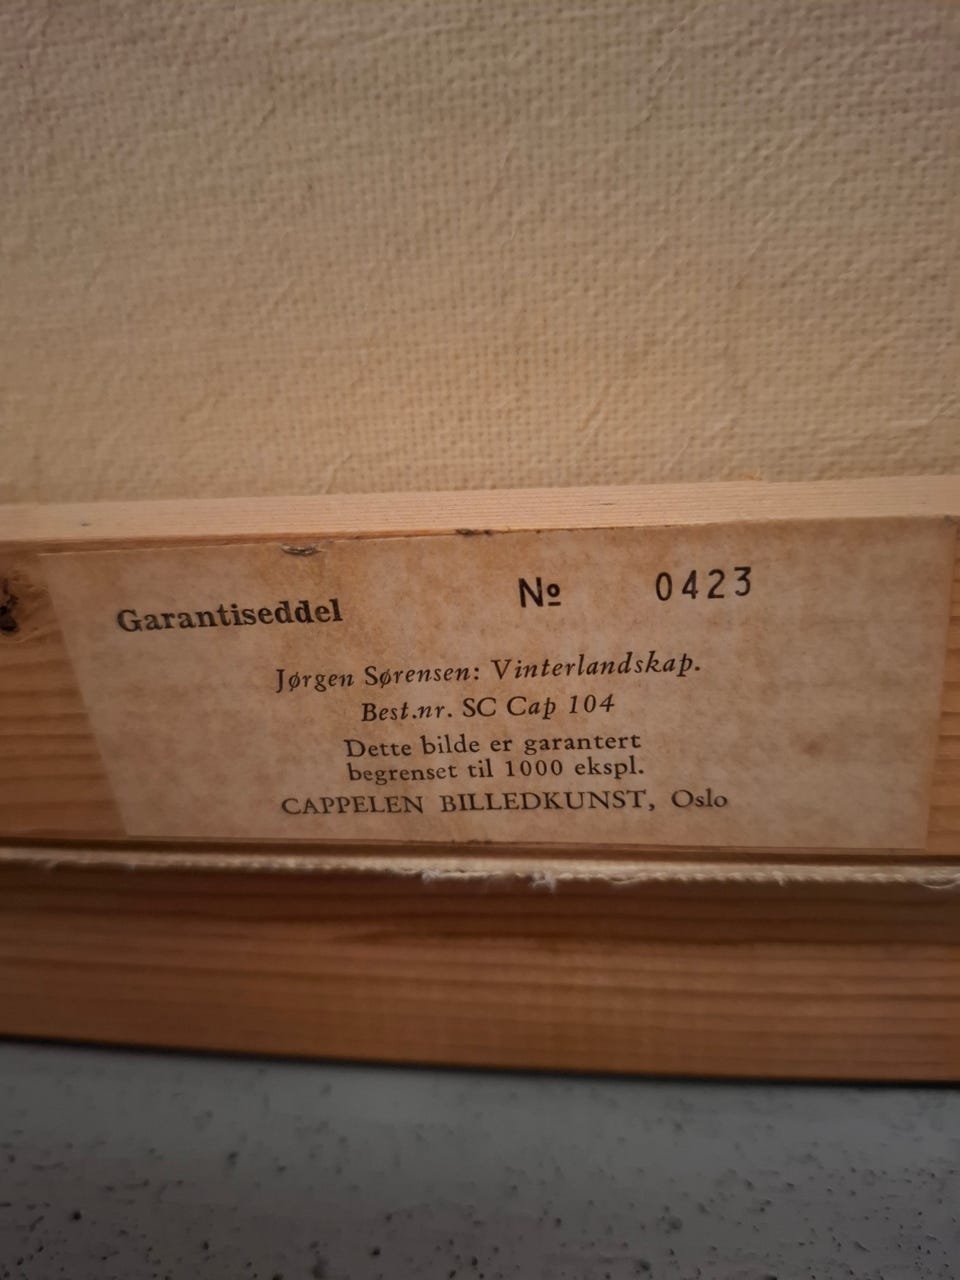 Garantiseddel № 0423
Jørgen Sørensen: Vinterlandskap.
Best.nr. SC Cap 104
Dette bilde er garantert
begrenset til 1000 ekspl.
CAPPELEN BILLEDKUNST, Oslo